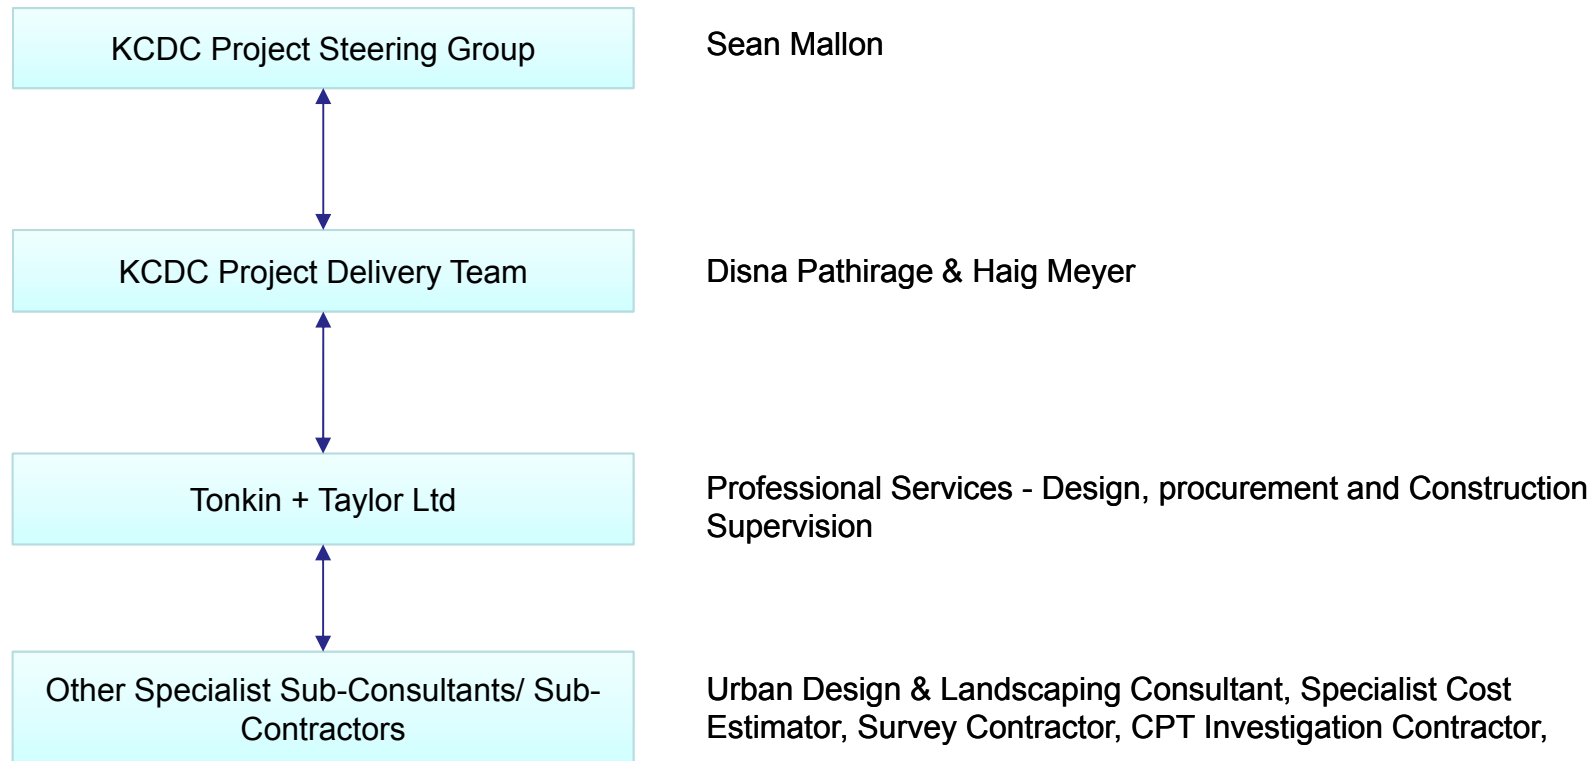 KCDC Project Steering Group
Sean Mallon
KCDC Project Delivery Team
Disna Pathirage & Haig Meyer
Tonkin + Taylor Ltd
Professional Services - Design, procurement and Construction
Supervision
Other Specialist Sub-Consultants/ Sub-
Contractors
Urban Design & Landscaping Consultant, Specialist Cost
Estimator, Survey Contractor, CPT Investigation Contractor,